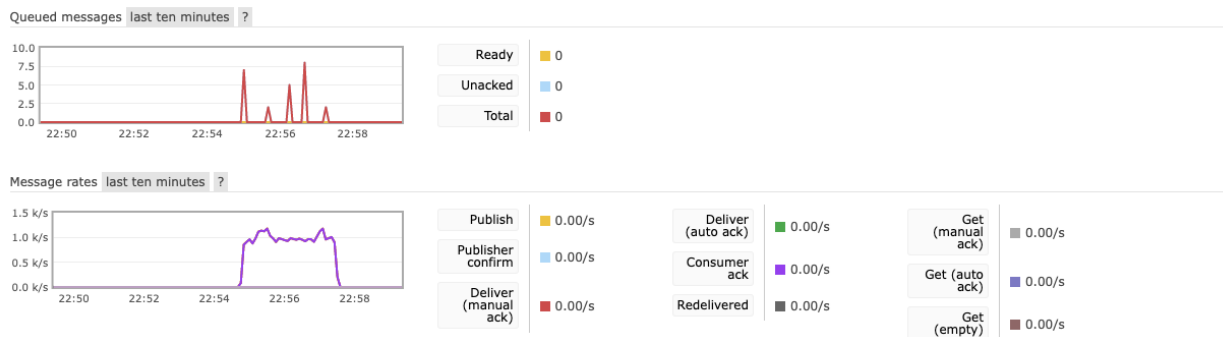 Queued messages last ten minutes ?
10.0
7.5
5.0
2.5
0.0
22:50 22:52 22:54 22:56 22:58
Ready 0
Unacked 0
Total 0
Message rates last ten minutes ?
1.5 k/s
1.0 k/s
0.5 k/s
0.0 k/s
22:50 22:52 22:54 22:56 22:58
Publish 0.00/s
Publisher
confirm 0.00/s
Deliver
(manual 0.00/s
ack)
Deliver
(auto ack) 0.00/s
Consumer
ack 0.00/s
Redelivered 0.00/s
Get
(manual 0.00/s
ack)
Get (auto
ack) 0.00/s
Get
(empty) 0.00/s